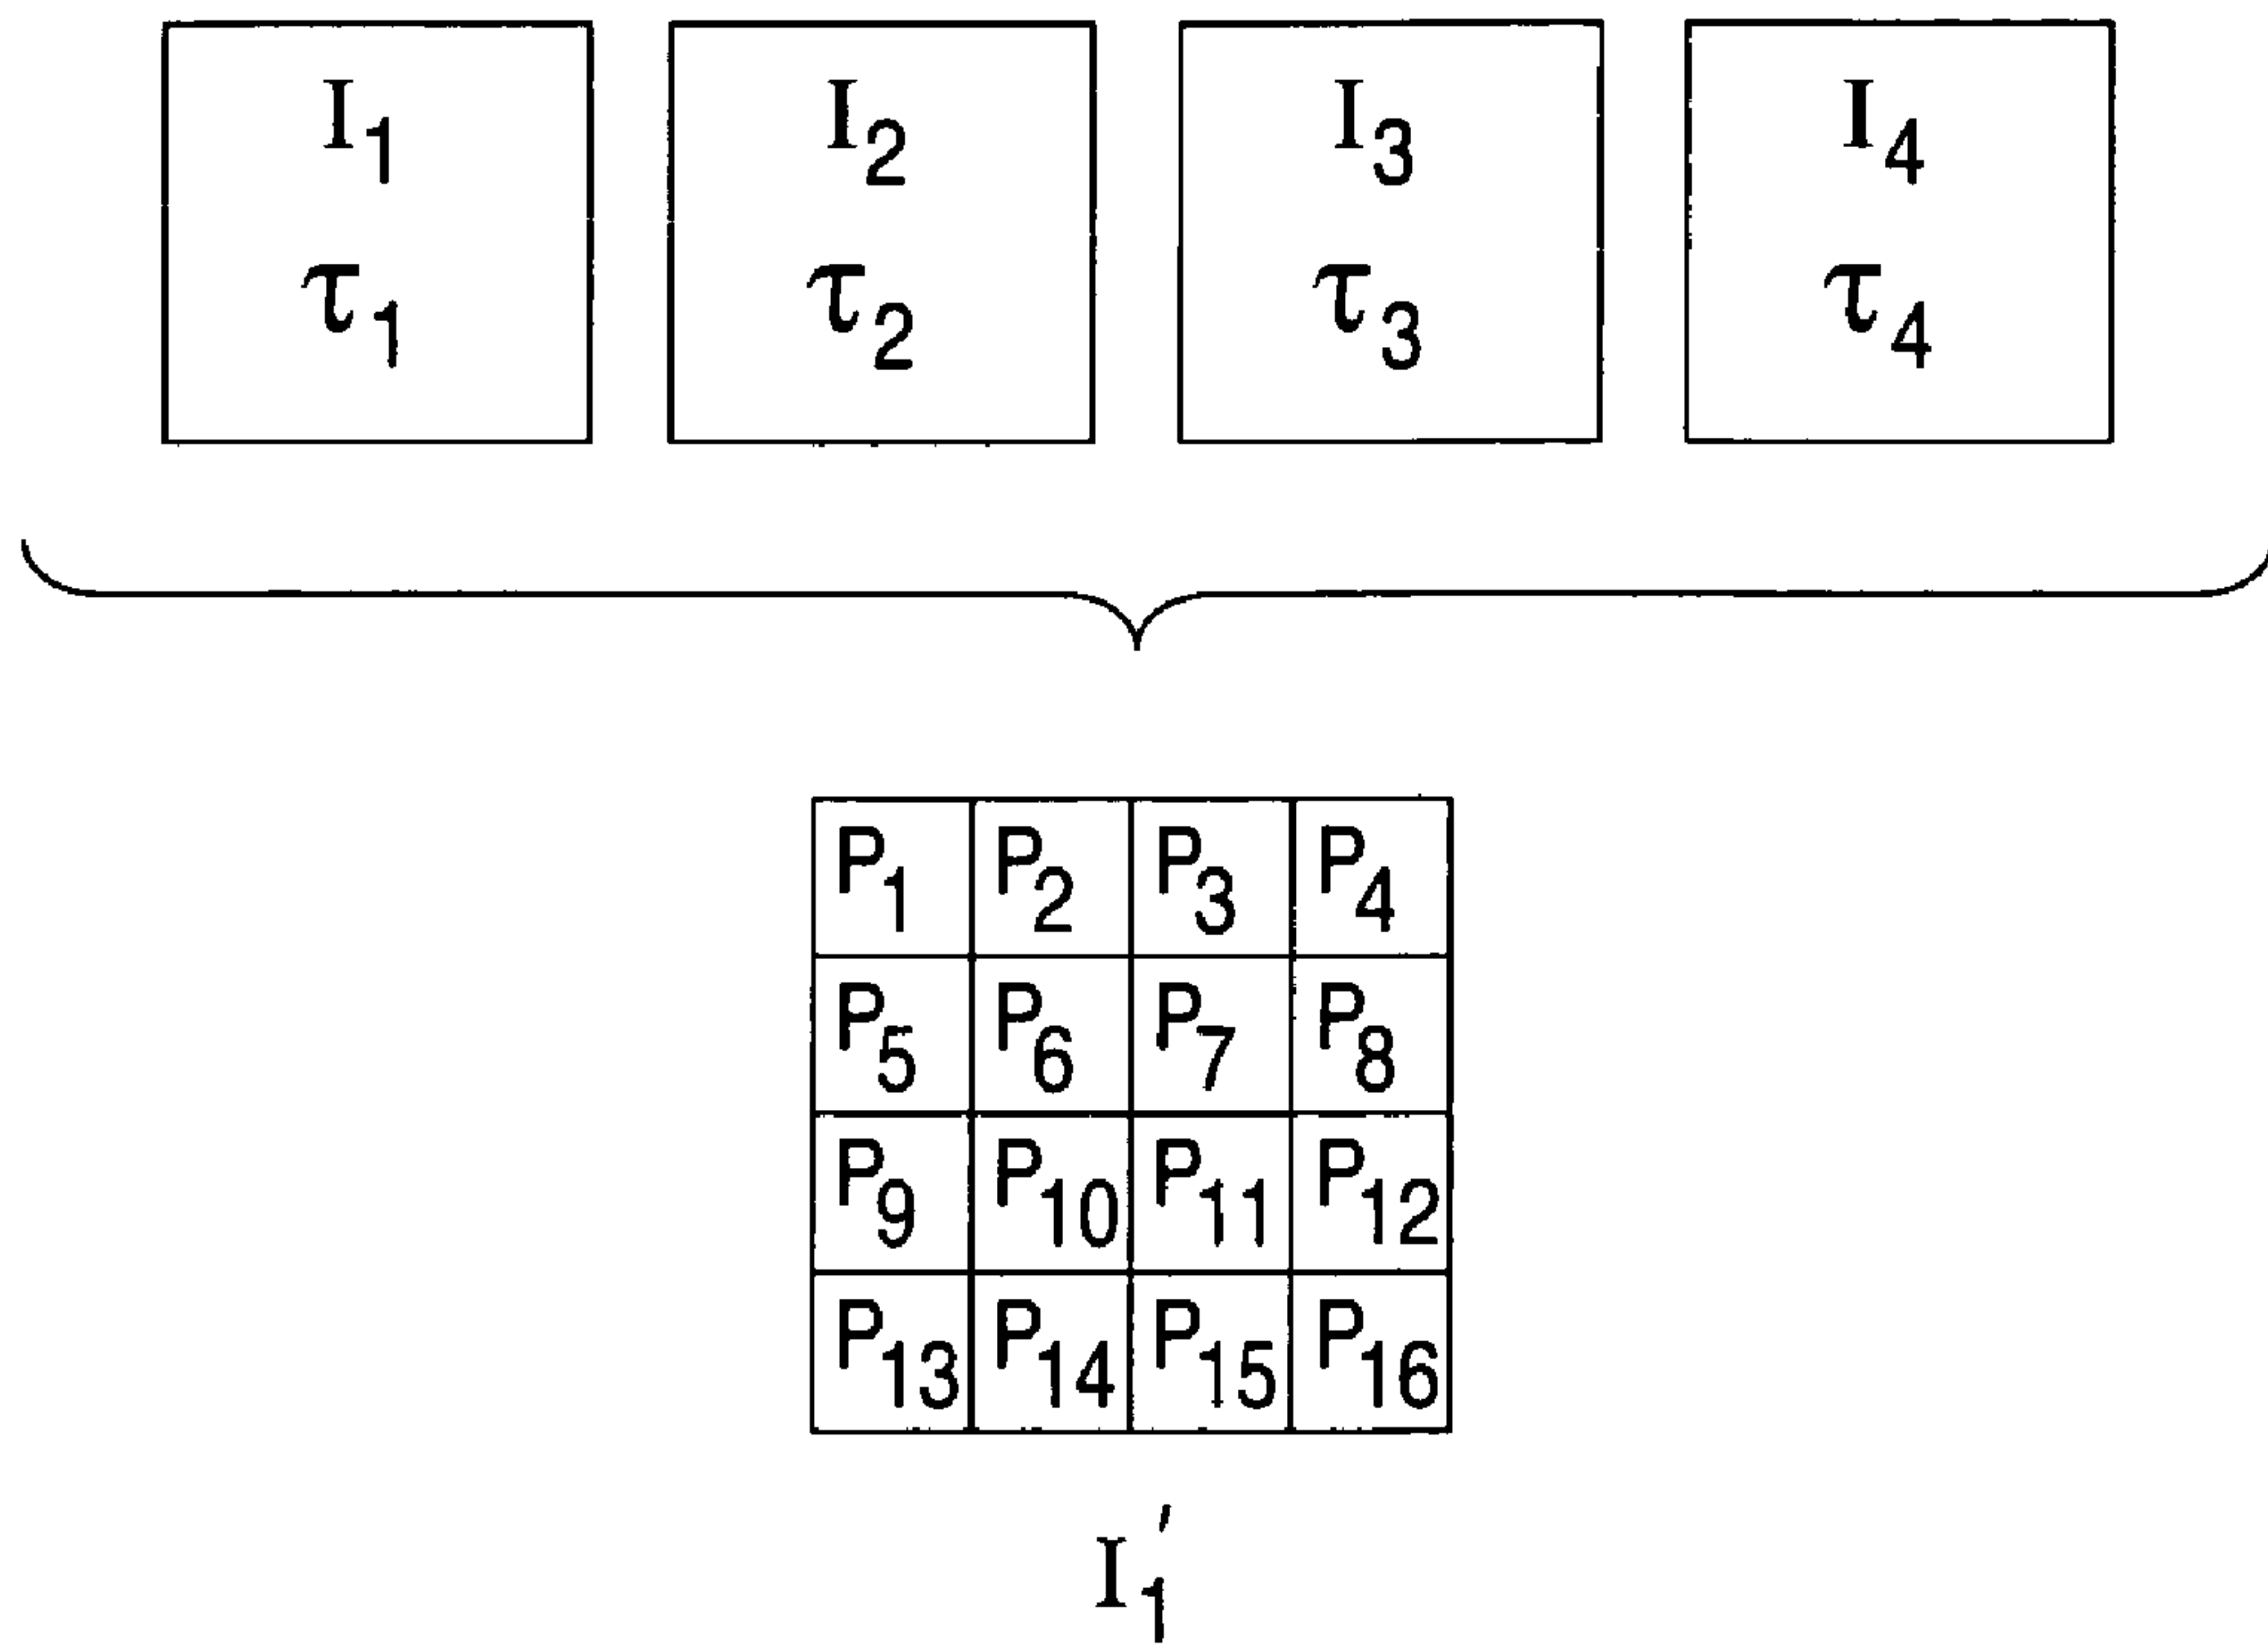 I₁ I₂ I₃ I₄
τ₁ τ₂ τ₃ τ₄
P₁ P₂ P₃ P₄
P₅ P₆ P₇ P₈
P₉ P₁₀ P₁₁ P₁₂
P₁₃ P₁₄ P₁₅ P₁₆
I₁′